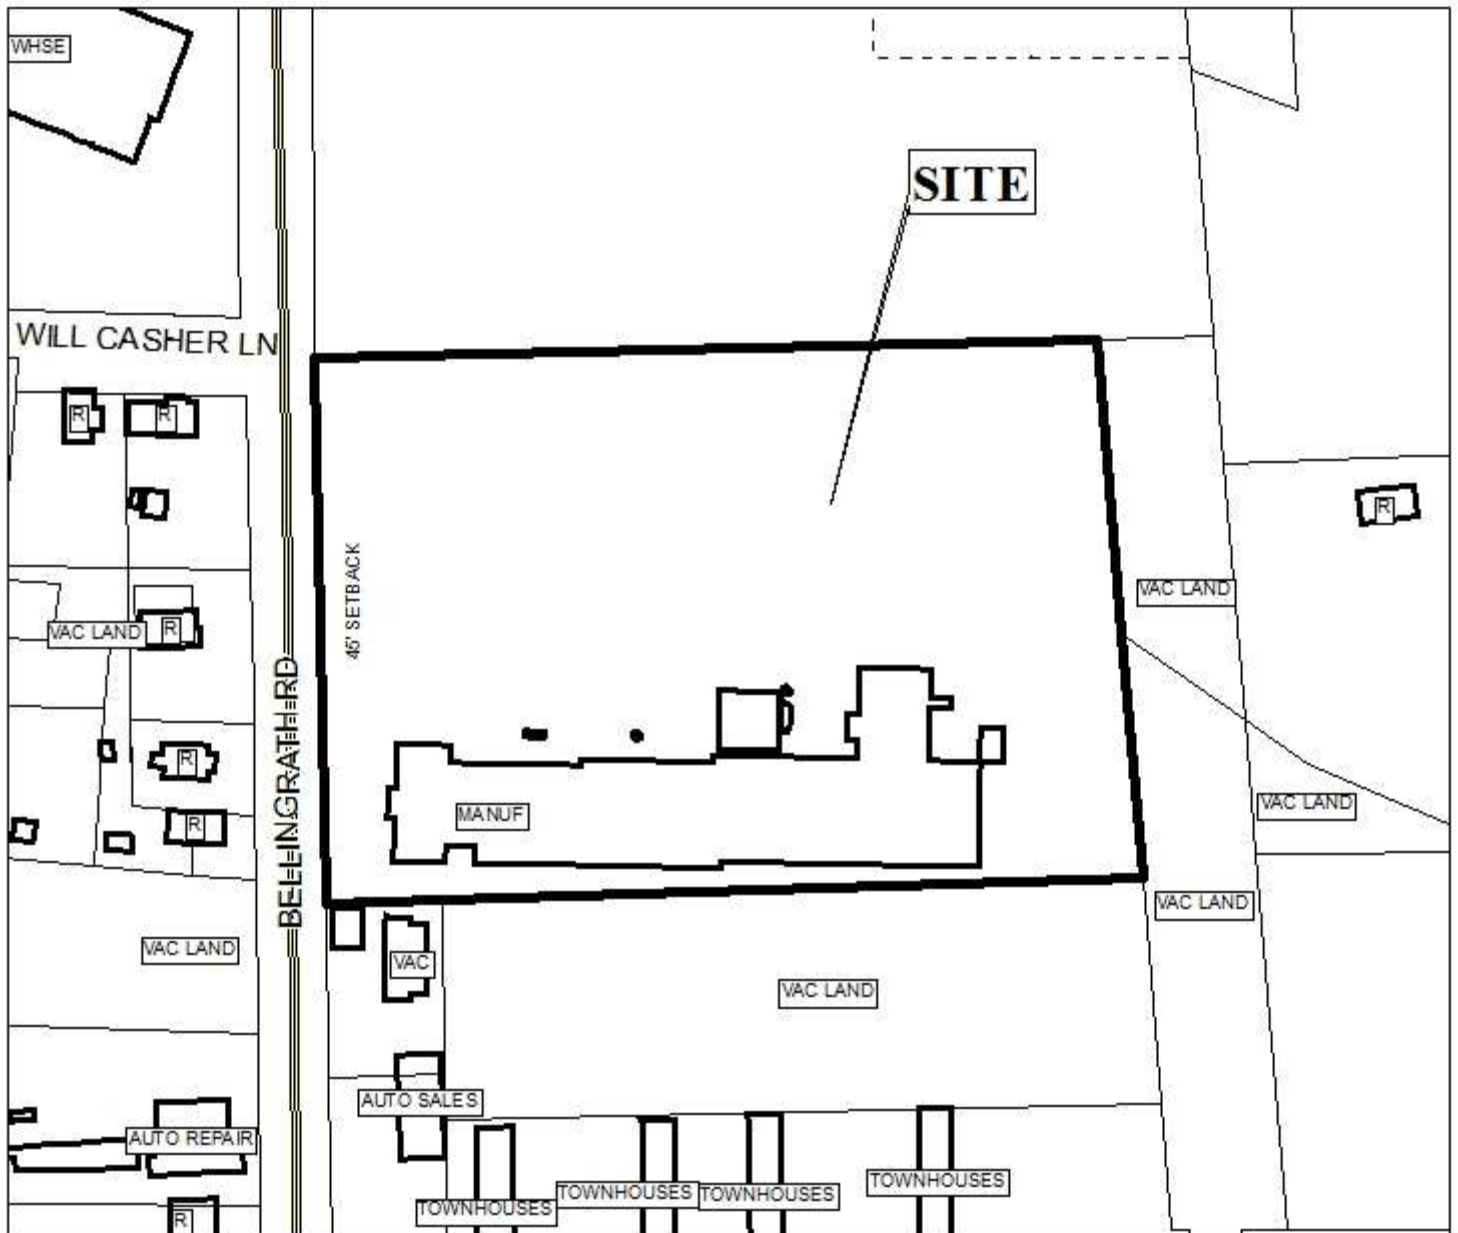 WHSE
SITE
WILL CASHER LN
R
R
R
VAC LAND
45' SETBACK
VAC LAND
R
BELLINGRATH RD
R
MANUF
VAC LAND
R
VAC LAND
VAC LAND
VAC
VAC LAND
AUTO SALES
AUTO REPAIR
TOWNHOUSES
TOWNHOUSES
TOWNHOUSES
TOWNHOUSES
R